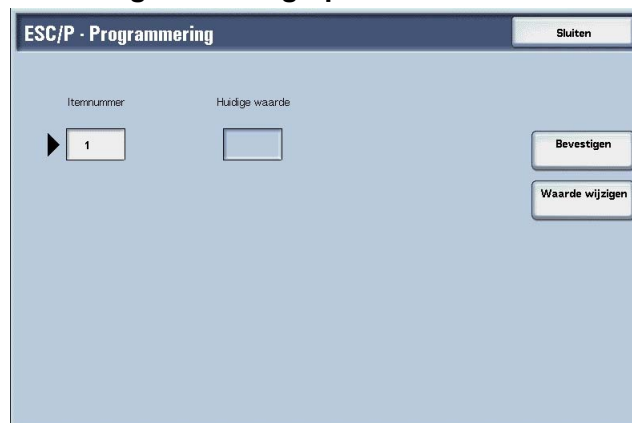 ESC/P - Programmering
Sluiten
Itemnummer
Huidige waarde
1
Bevestigen
Waarde wijzigen